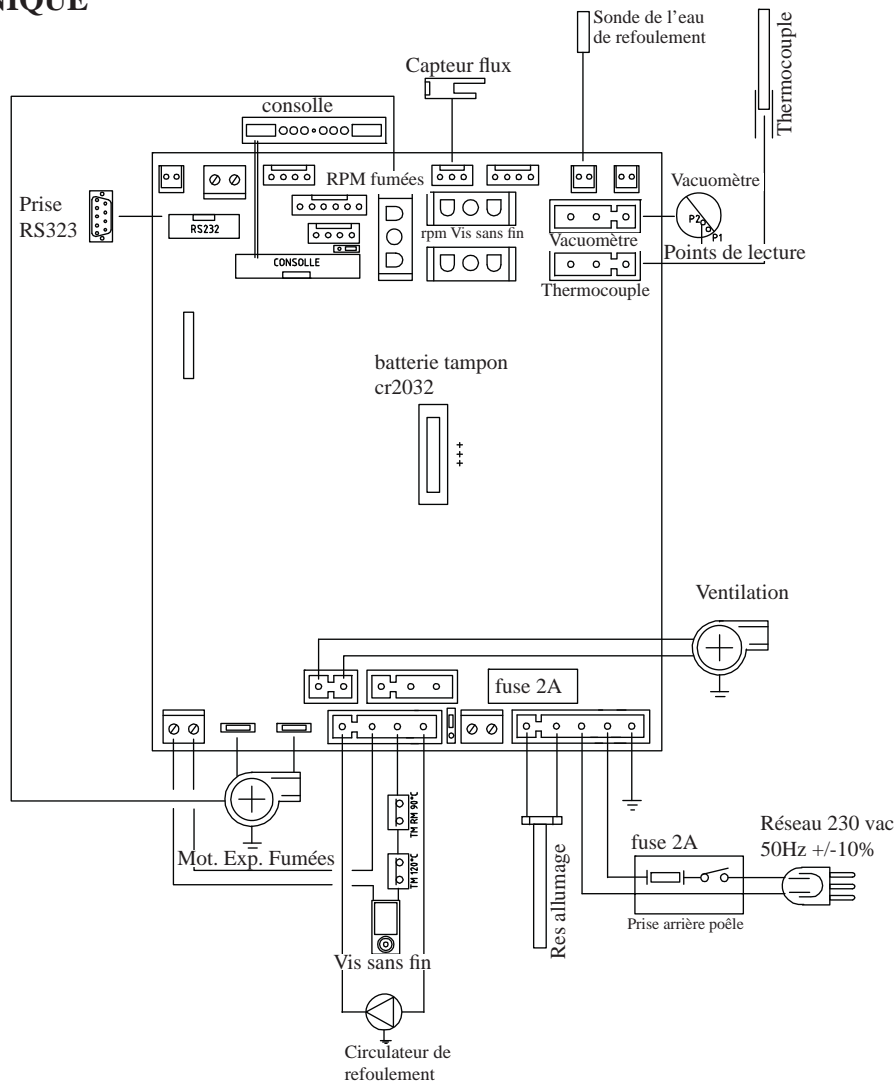 NIQUE
Sonde de l'eau
de refoulement
Capteur flux
Thermocouple
consolle
RPM fumées
Vacuomètre
Prise
RS323
RS232
rpm Vis sans fin
P2
P1
Vacuomètre
Points de lecture
CONSOLLE
Thermocouple
batterie tampon
cr2032
+++
Ventilation
fuse 2A
TM RM 90°C
Réseau 230 vac
50Hz +/-10%
fuse 2A
Mot. Exp. Fumées
TM 120°C
Res allumage
Prise arrière poêle
Vis sans fin
Circulateur de
refoulement